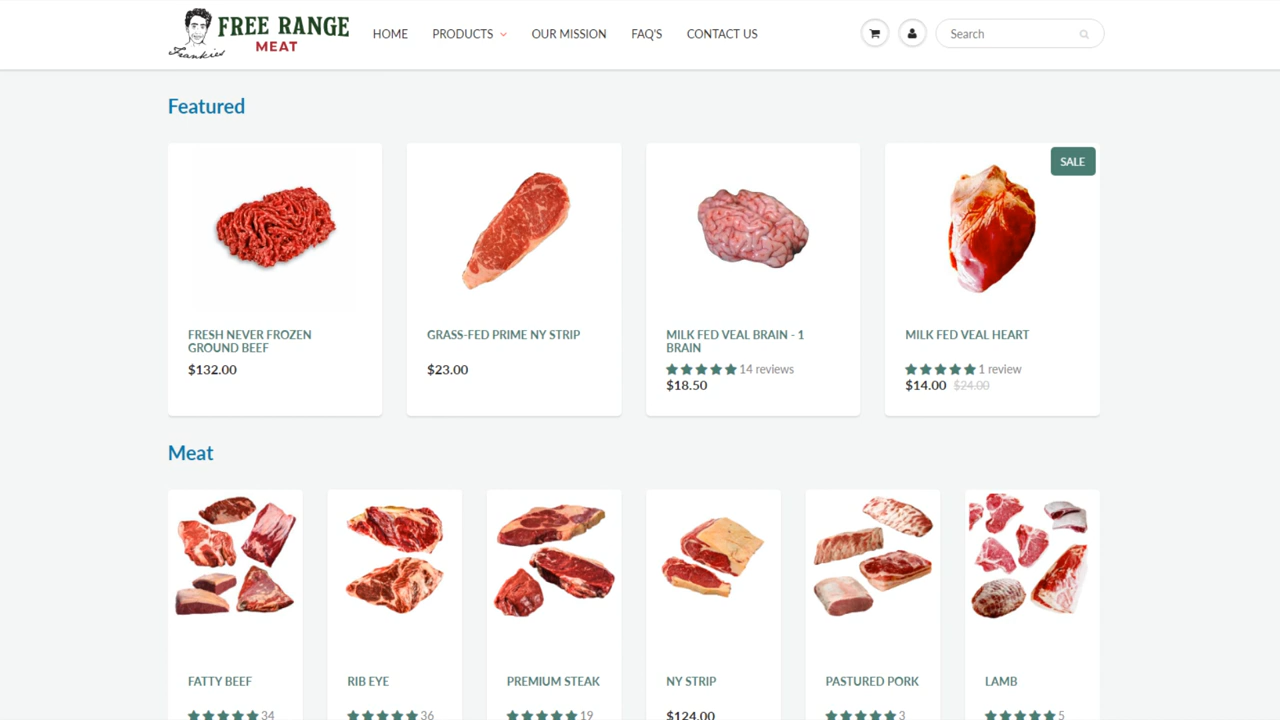 FREE RANGE
MEAT
Frankies
HOME
PRODUCTS
OUR MISSION
FAQ'S
CONTACT US
Search
Featured
SALE
FRESH NEVER FROZEN
GROUND BEEF
$132.00
GRASS-FED PRIME NY STRIP
$23.00
MILK FED VEAL BRAIN - 1
BRAIN
14 reviews
$18.50
MILK FED VEAL HEART
1 review
$14.00 $24.00
Meat
FATTY BEEF
34
RIB EYE
36
PREMIUM STEAK
19
NY STRIP
$124.00
PASTURED PORK
3
LAMB
5